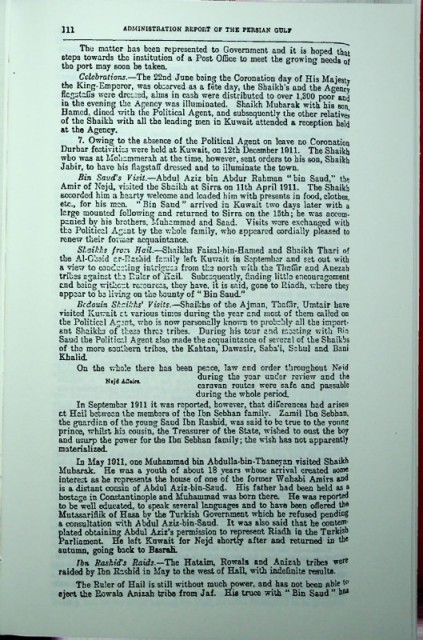 111 ADMINISTRATION REPORT OF THE PERSIAN GULF
The matter has been represented to Government and it is hoped that
steps towards the institution of a Post Office to meet the growing needs of
the port may soon be taken.
Celebrations.—The 22nd June being the Coronation day of His Majesty
the King-Emperor, was observed as a fête day, the Shaikh's and the Agency
flagstaffs were dressed, alms in cash were distributed to over 1,300 poor and
in the evening the Agency was illuminated. Shaikh Mubarak with his son,
Hamed, dined with the Political Agent, and subsequently the other relatives
of the Shaikh with all the leading men in Kuwait attended a reception held
at the Agency.
7. Owing to the absence of the Political Agent on leave no Coronation
Durbar festivities were held at Kuwait, on 12th December 1911. The Shaikh
who was at Mohammerah at the time, however, sent orders to his son, Shaikh
Jabir, to have his flagstaff dressed and to illuminate the town.
Bin Saud's Visit.—Abdul Aziz bin Abdur Rahman "bin Saud," the
Amir of Nejd, visited the Shaikh at Sirra on 11th April 1911. The Shaikh
accorded him a hearty welcome and loaded him with presents in food, clothes,
etc., for his men. "Bin Saud" arrived in Kuwait two days later with a
large mounted following and returned to Sirra on the 15th; he was accom-
panied by his brothers, Muhammad and Saad. Visits were exchanged with
the Political Agent by the whole family, who appeared cordially pleased to
renew their former acquaintance.
Shaikhs from Hail.—Shaikhs Faisal-bin-Hamed and Shaikh Thari of
the Al-Obaid er-Rashid family left Kuwait in September and set out with
a view to conducting intrigues from the north with the Thafir and Anezah
tribes against the Ruler of Hail. Subsequently, finding little encouragement
and being without resources, they have, it is said, gone to Riadh, where they
appear to be living on the bounty of "Bin Saud."
Bedouin Shaikhs' Visits.—Shaikhs of the Ajman, Thafir, Umtair have
visited Kuwait at various times during the year and most of them called on
the Political Agent, who is now personally known to probably all the import-
ant Shaikhs of these three tribes. During his tour and meeting with Bin
Saud the Political Agent also made the acquaintance of several of the Shaikhs
of the more southern tribes, the Kahtan, Dawasir, Saba'i, Sahul and Bani
Khalid.
On the whole there has been peace, law and order throughout Nejd
Nejd Affairs. during the year under review and the
caravan routes were safe and passable
during the whole period.
In September 1911 it was reported, however, that differences had arisen
at Hail between the members of the Ibn Sebhan family. Zamil Ibn Sebhan,
the guardian of the young Saud Ibn Rashid, was said to be true to the young
prince, whilst his cousin, the Treasurer of the State, wished to oust the boy
and usurp the power for the Ibn Sebhan family; the wish has not apparently
materialized.
In May 1911, one Muhammad bin Abdulla-bin-Thaneyan visited Shaikh
Mubarak. He was a youth of about 18 years whose arrival created some
interest as he represents the house of one of the former Wahabi Amirs and
is a distant cousin of Abdul Aziz-bin-Saud. His father had been held as a
hostage in Constantinople and Muhammad was born there. He was reported
to be well educated, to speak several languages and to have been offered the
Mutasarifik of Hasa by the Turkish Government which he refused pending
a consultation with Abdul Aziz-bin-Saud. It was also said that he contem-
plated obtaining Abdul Aziz's permission to represent Riadh in the Turkish
Parliament. He left Kuwait for Nejd shortly after and returned in the
autumn, going back to Basrah.
Ibn Rashid's Raids.—The Hataim, Rowala and Anizah tribes were
raided by Ibn Rashid in May to the west of Hall, with indefinite results.
The Ruler of Hail is still without much power, and has not been able to
eject the Rowala Anizah tribe from Jaf. His truce with "Bin Saud" has